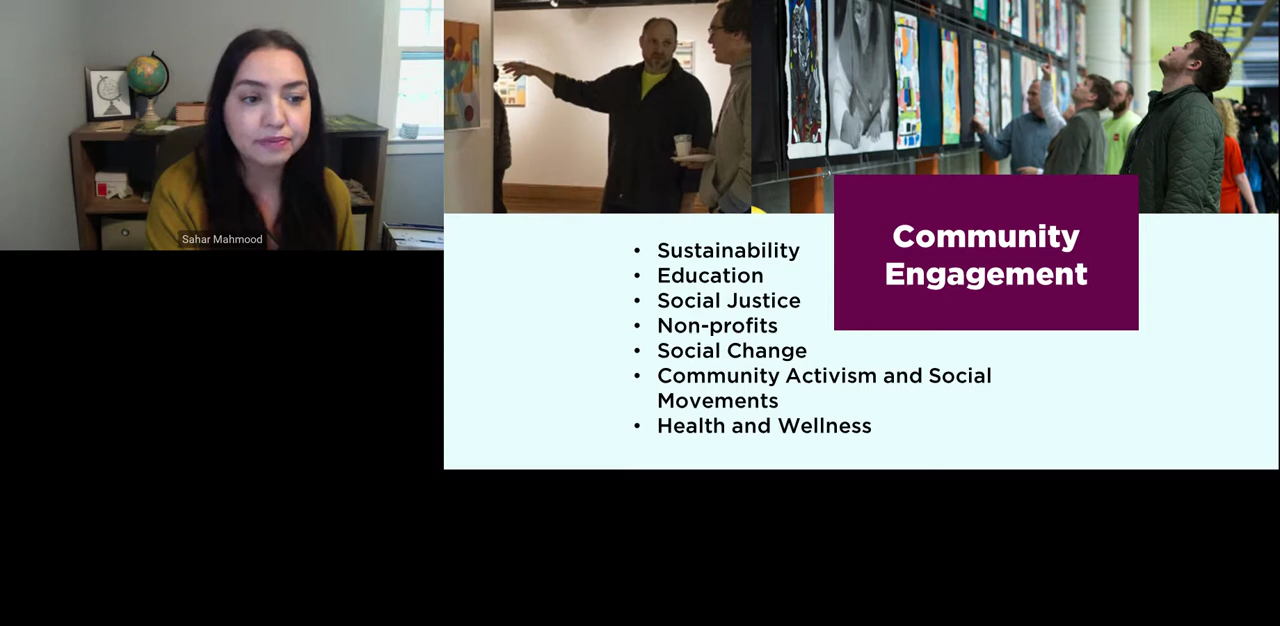 Sahar Mahmood
Community
Engagement
• Sustainability
• Education
• Social Justice
• Non-profits
• Social Change
• Community Activism and Social
Movements
• Health and Wellness